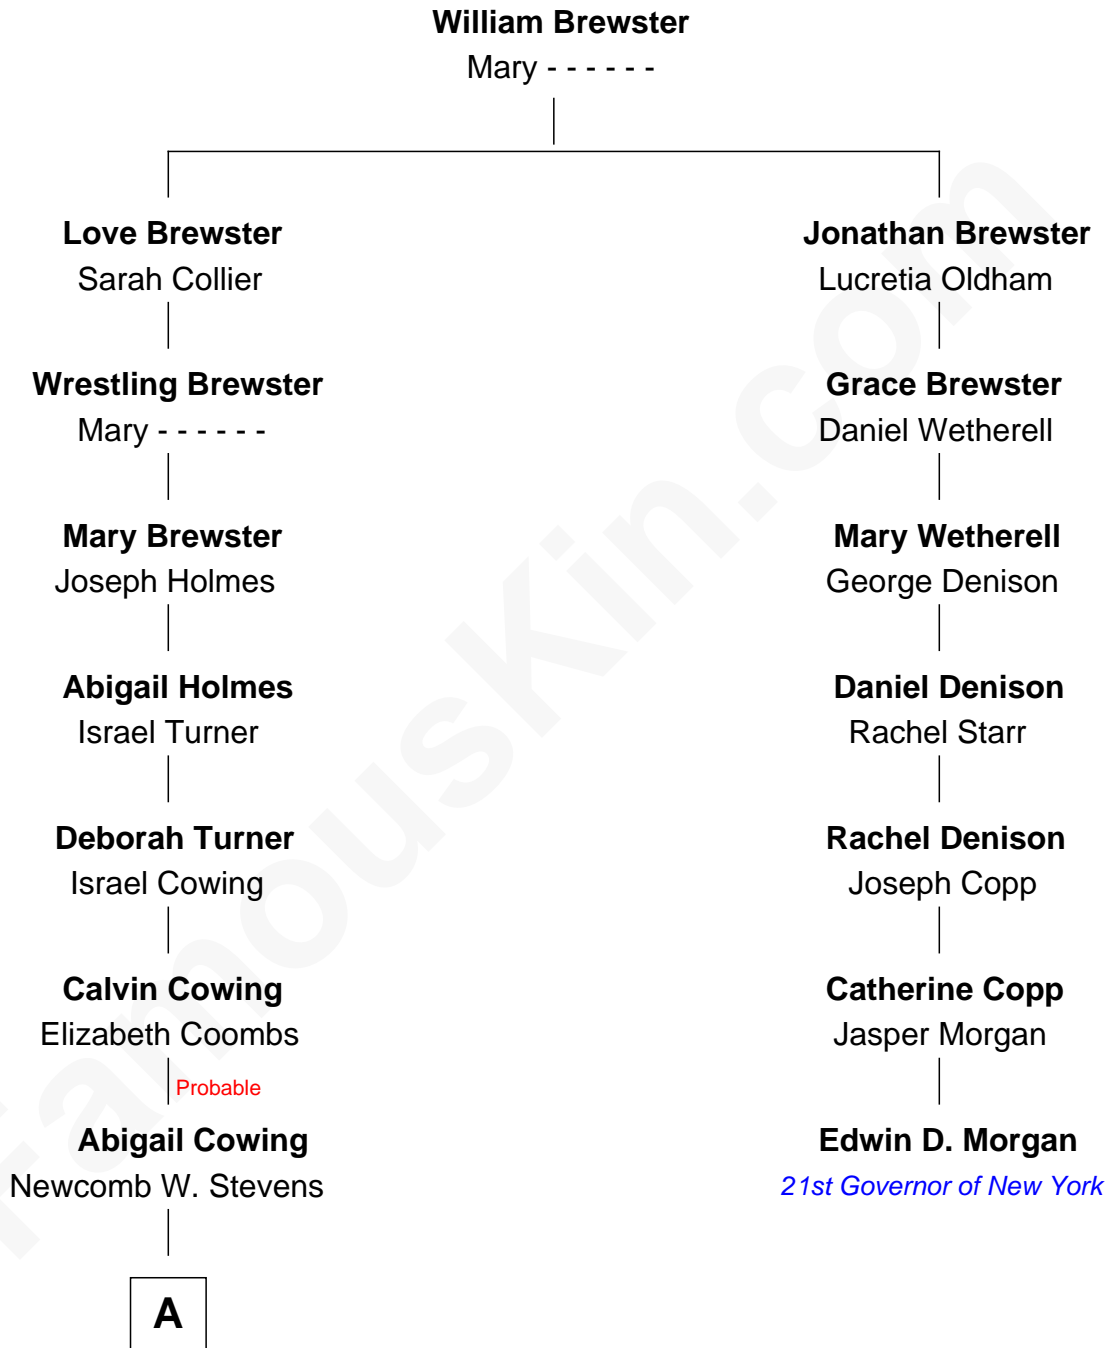 William Brewster
Mary - - - - - -
Love Brewster
Sarah Collier
Wrestling Brewster
Mary - - - - - -
Mary Brewster
Joseph Holmes
Abigail Holmes
Israel Turner
Deborah Turner
Israel Cowing
Calvin Cowing
Elizabeth Coombs
Probable
Abigail Cowing
Newcomb W. Stevens
A
Jonathan Brewster
Lucretia Oldham
Grace Brewster
Daniel Wetherell
Mary Wetherell
George Denison
Daniel Denison
Rachel Starr
Rachel Denison
Joseph Copp
Catherine Copp
Jasper Morgan
Edwin D. Morgan
21st Governor of New York
FamousKin.com